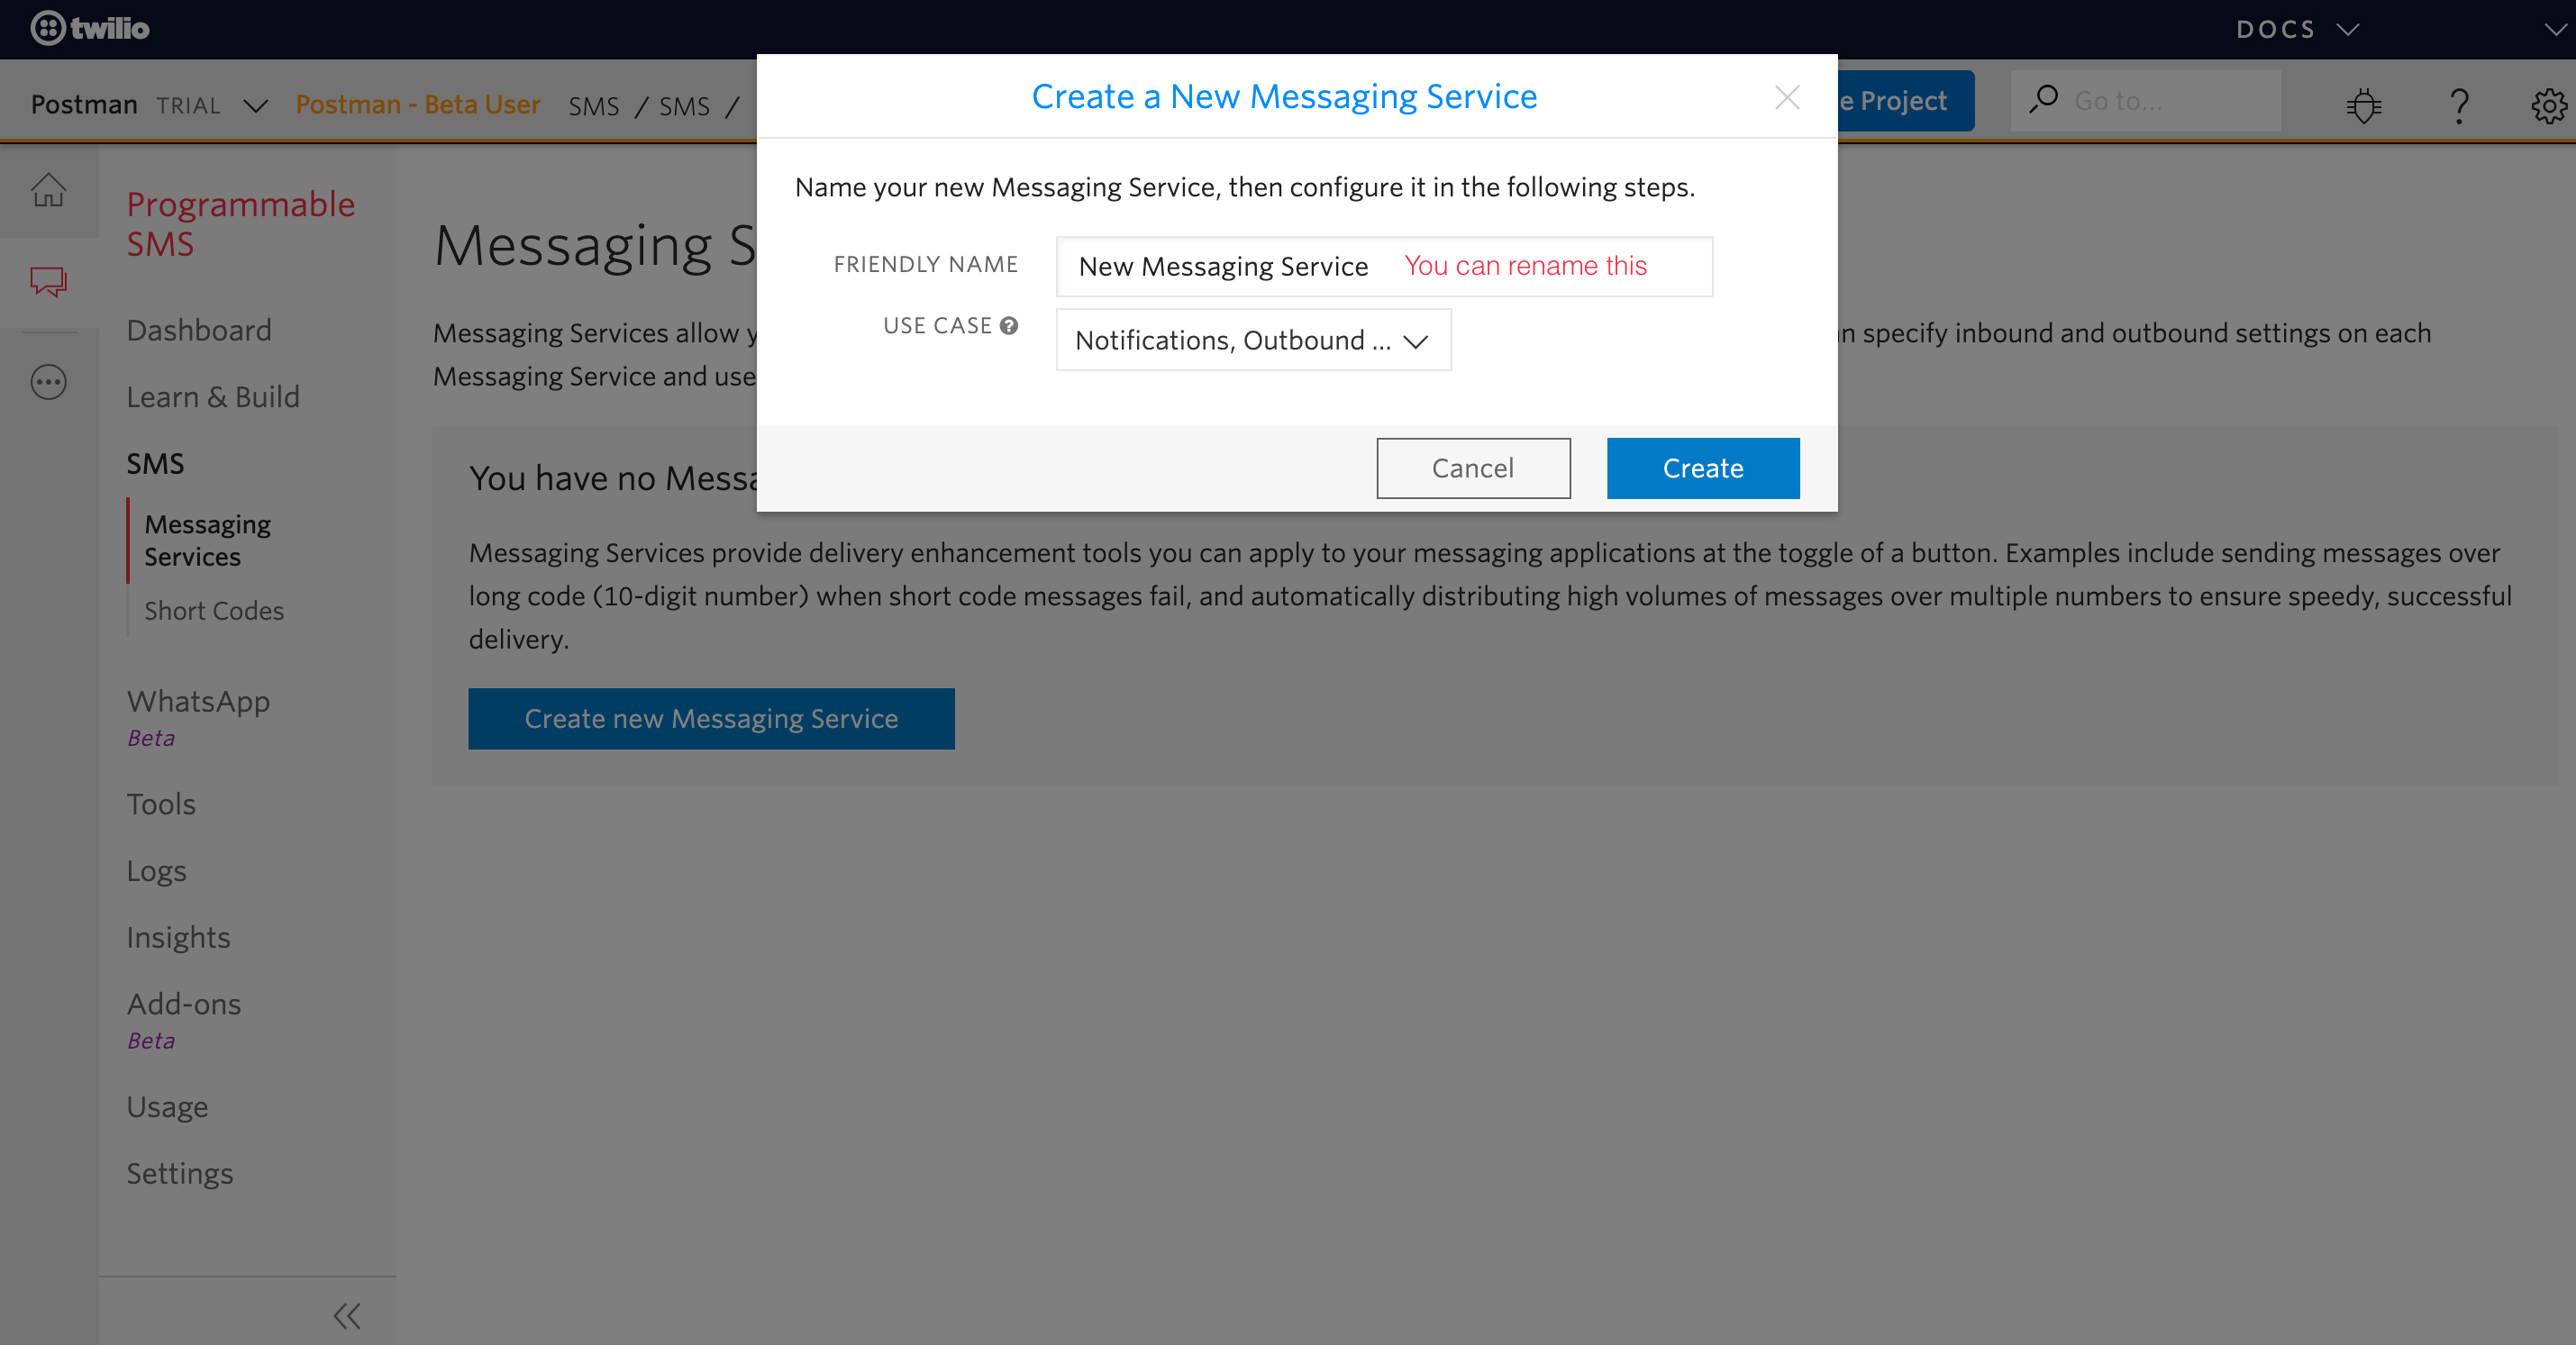 twilio
DOCS
Postman TRIAL Postman - Beta User SMS / SMS /
e Project
Go to...
Create a New Messaging Service
Name your new Messaging Service, then configure it in the following steps.
FRIENDLY NAME New Messaging Service You can rename this
USE CASE Notifications, Outbound ...
Cancel Create
Programmable
SMS
Dashboard
Learn & Build
SMS
Messaging
Services
Short Codes
WhatsApp
Beta
Tools
Logs
Insights
Add-ons
Beta
Usage
Settings
Messaging S
Messaging Services allow y
n specify inbound and outbound settings on each
Messaging Service and use
You have no Messa
Messaging Services provide delivery enhancement tools you can apply to your messaging applications at the toggle of a button. Examples include sending messages over
long code (10-digit number) when short code messages fail, and automatically distributing high volumes of messages over multiple numbers to ensure speedy, successful
delivery.
Create new Messaging Service